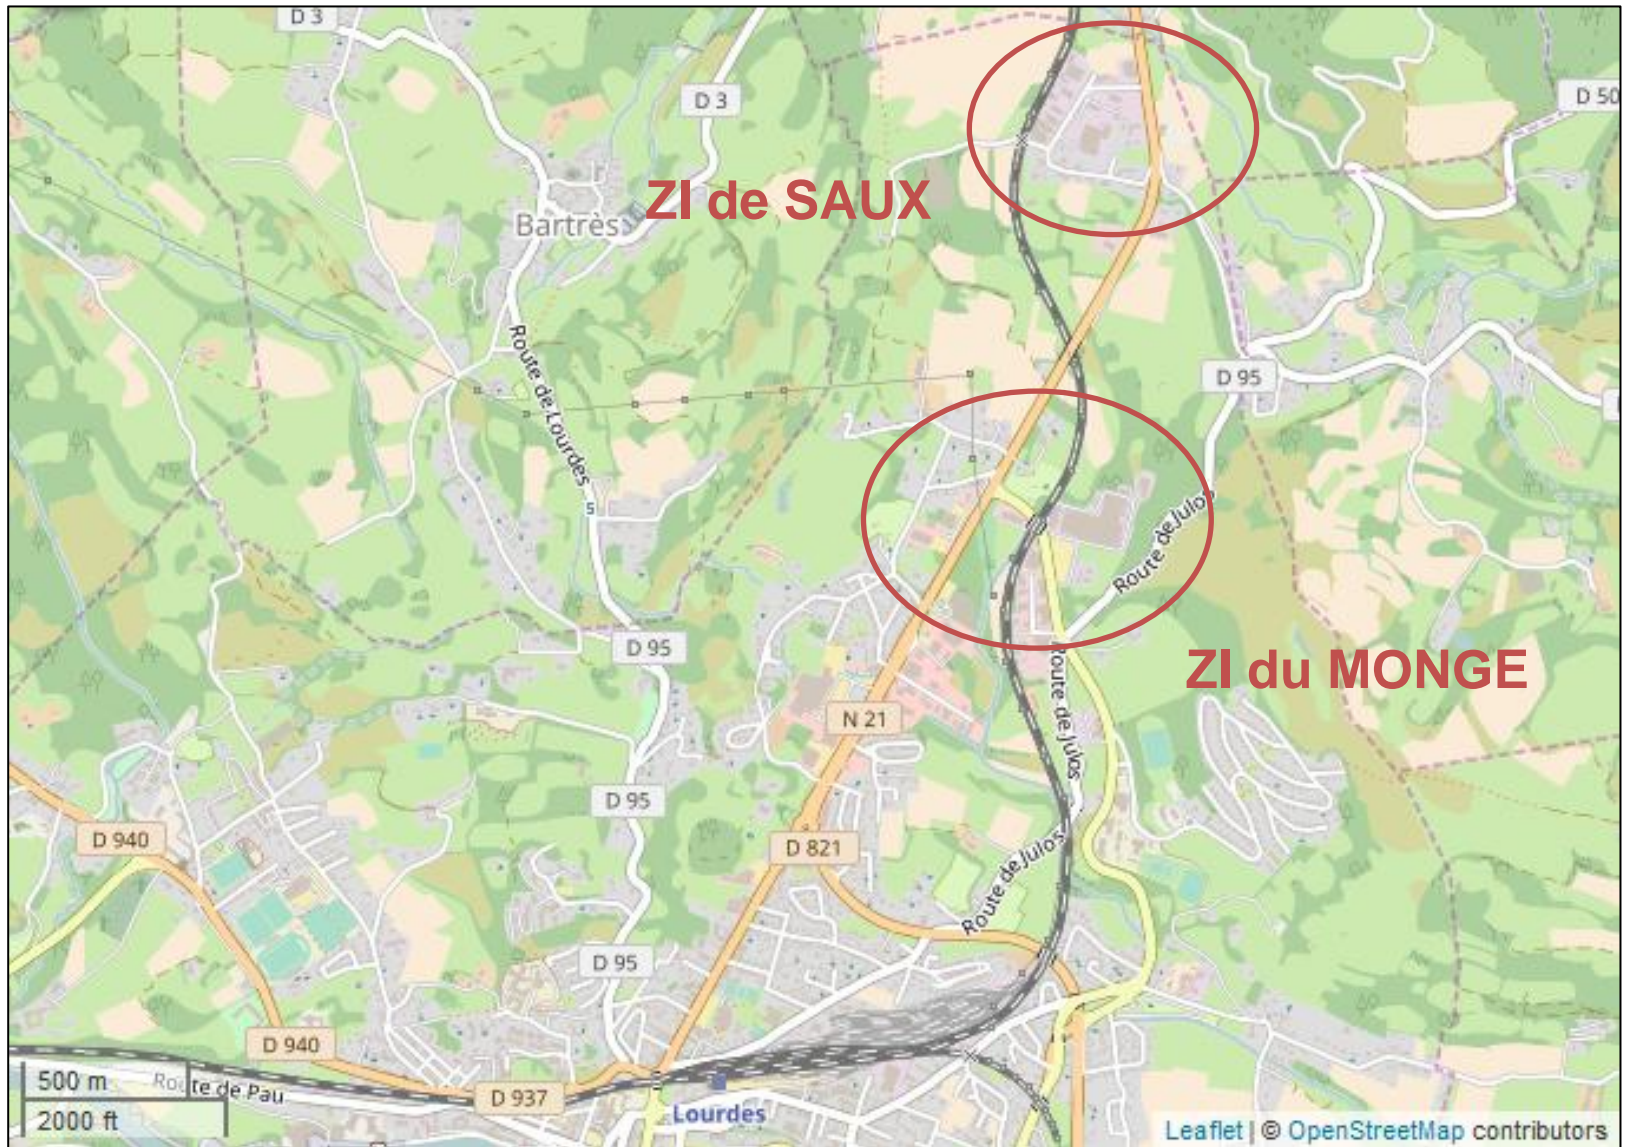 D 3
D 3
D 50
ZI de SAUX
Bartrès
Route de Lourdes
D 95
5
Route de Julos
D 95
ZI du MONGE
Route de Julos
N 21
D 95
D 940
D 821
Route de Julos
D 95
D 940
500 m
Route de Pau
D 937
2000 ft
Lourdes
Leaflet | © OpenStreetMap contributors